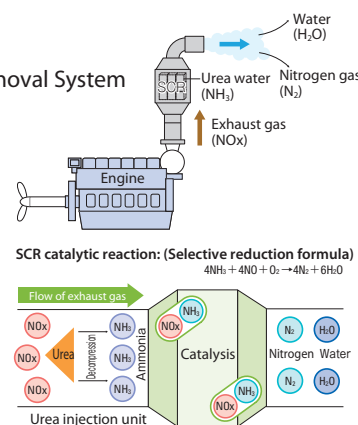 Water
(H₂O)
moval System
SCR
Urea water
(NH₃)
Nitrogen gas
(N₂)
Exhaust gas
(NOx)
Engine
SCR catalytic reaction: (Selective reduction formula)
4NH₃+4NO+O₂→4N₂+6H₂O
Flow of exhaust gas
NOx
NOx
NOx
Urea
Decompression
NH₃
NH₃
NH₃
Ammonia
NH₃
NOx
Catalysis
NH₃
NOx
N₂
H₂O
Nitrogen Water
N₂
H₂O
Urea injection unit